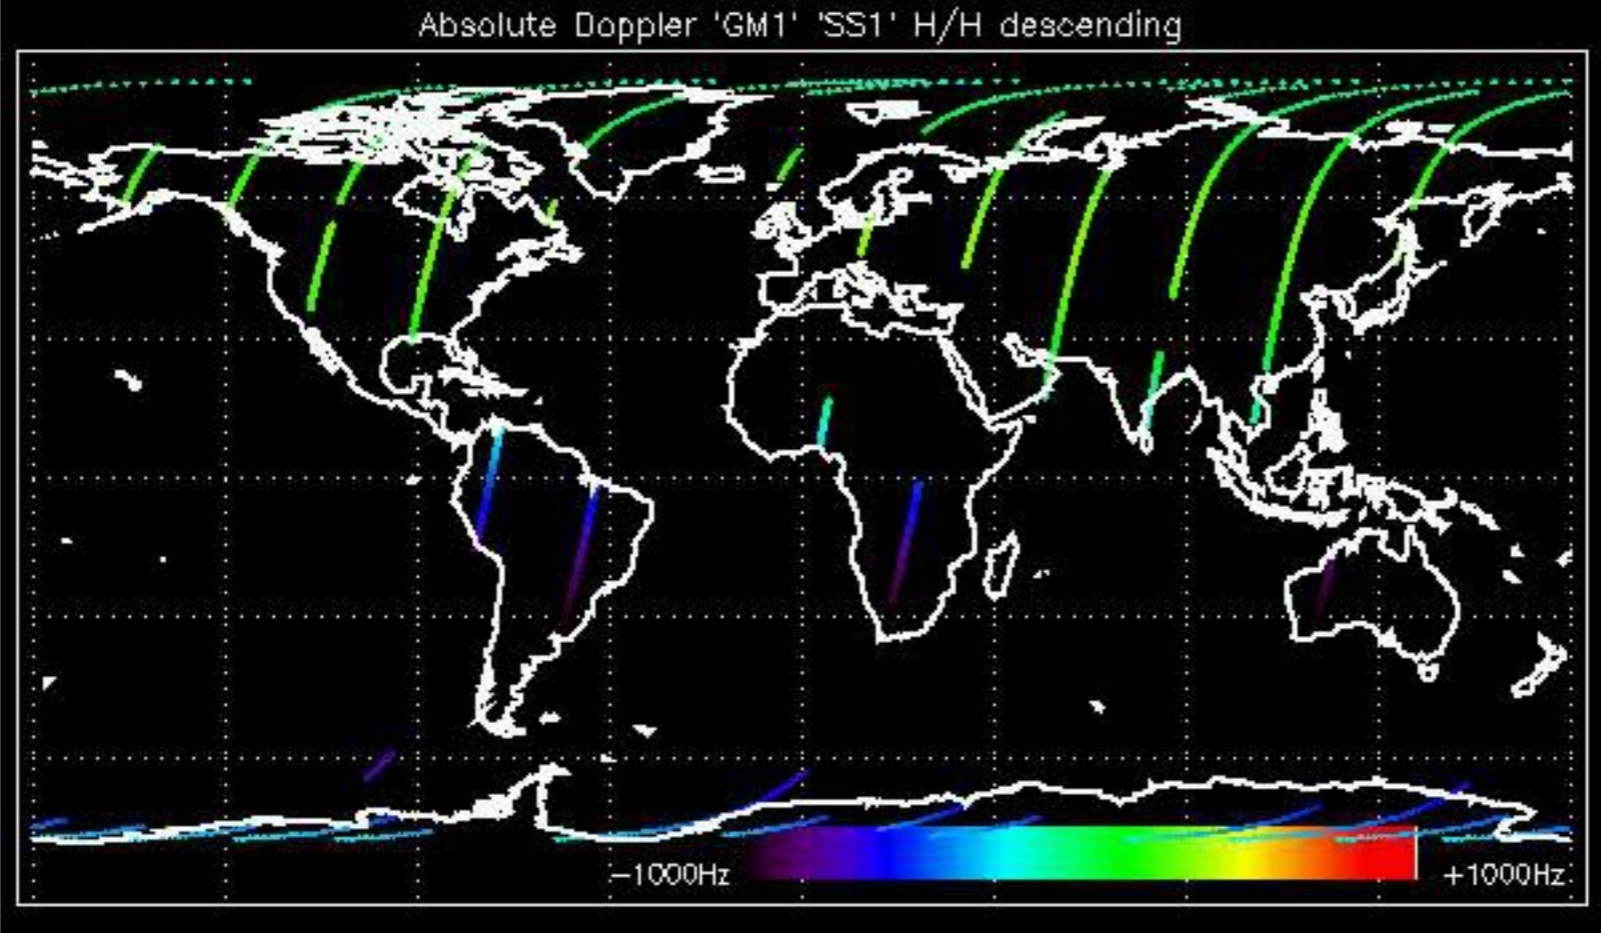 Absolute Doppler 'GM1' 'SS1' H/H descending
−1000Hz
+1000Hz